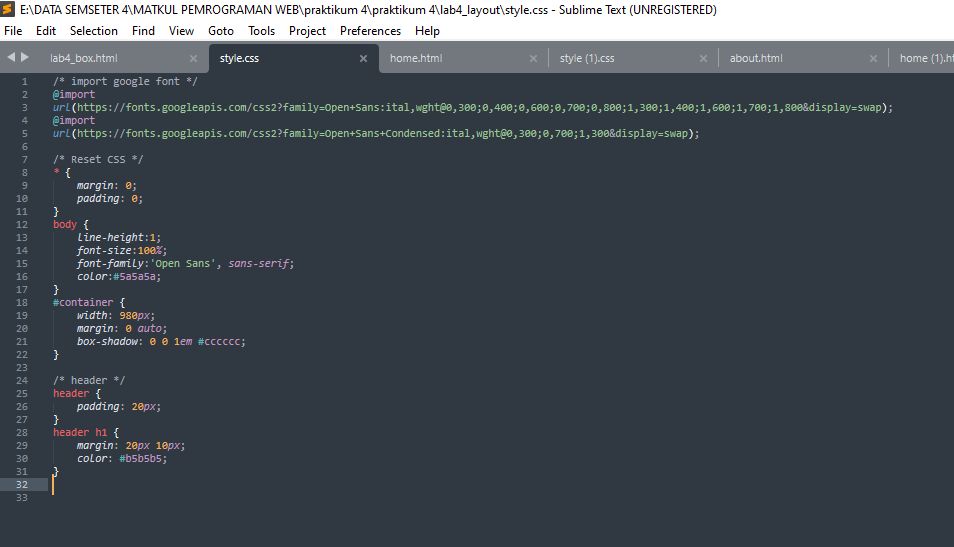 E:\DATA SEMSETER 4\MATKUL PEMROGRAMAN WEB\praktikum 4\praktikum 4\lab4_layout\style.css - Sublime Text (UNREGISTERED)
File Edit Selection Find View Goto Tools Project Preferences Help
lab4_box.html style.css home.html style (1).css about.html home (1).ht
1 /* import google font */
2 @import
3 url(https://fonts.googleapis.com/css2?family=Open+Sans:ital,wght@0,300;0,400;0,600;0,700;0,800;1,300;1,400;1,600;1,700;1,800&display=swap);
4 @import
5 url(https://fonts.googleapis.com/css2?family=Open+Sans+Condensed:ital,wght@0,300;0,700;1,300&display=swap);
6
7 /* Reset CSS */
8 * {
9 margin: 0;
10 padding: 0;
11 }
12 body {
13 line-height:1;
14 font-size:100%;
15 font-family:'Open Sans', sans-serif;
16 color:#5a5a5a;
17 }
18 #container {
19 width: 980px;
20 margin: 0 auto;
21 box-shadow: 0 0 1em #cccccc;
22 }
23
24 /* header */
25 header {
26 padding: 20px;
27 }
28 header h1 {
29 margin: 20px 10px;
30 color: #b5b5b5;
31 }
32
33